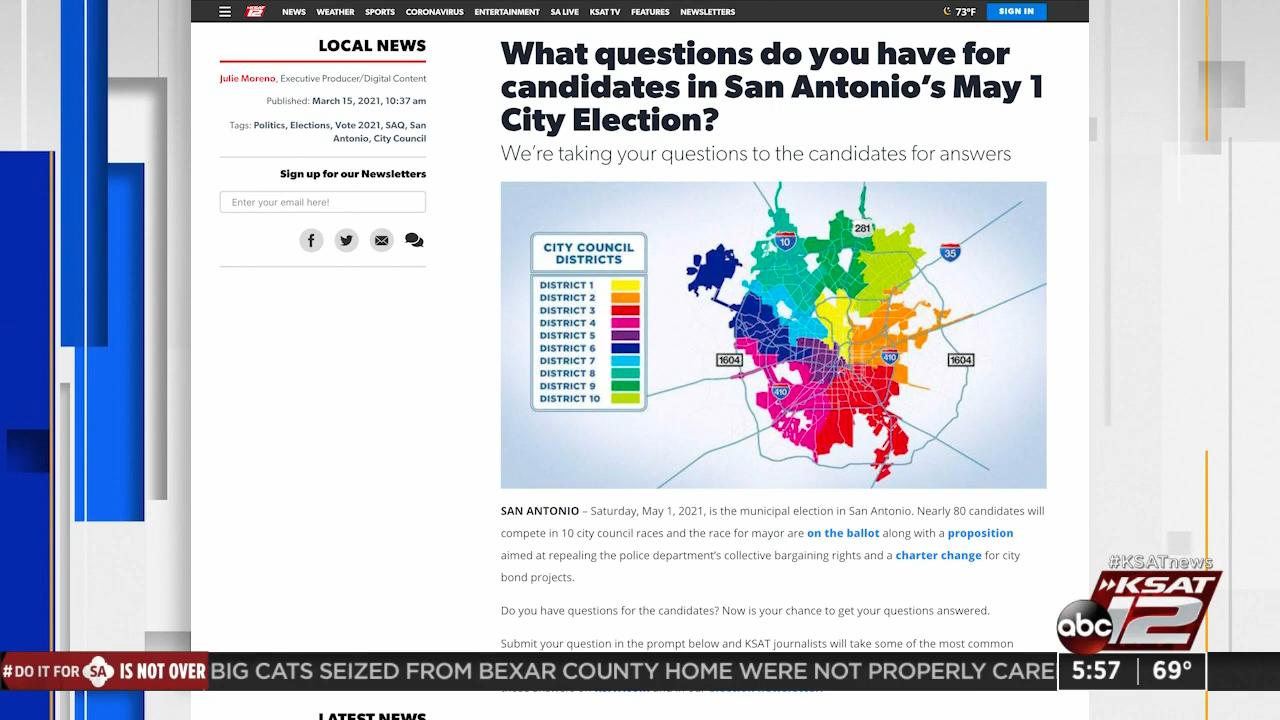 NEWS WEATHER SPORTS CORONAVIRUS ENTERTAINMENT SA LIVE KSAT TV FEATURES NEWSLETTERS
73°F SIGN IN
LOCAL NEWS
Julie Moreno, Executive Producer/Digital Content
Published: March 15, 2021, 10:37 am
Tags: Politics, Elections, Vote 2021, SAQ, San
Antonio, City Council
Sign up for our Newsletters
Enter your email here!
What questions do you have for
candidates in San Antonio's May 1
City Election?
We're taking your questions to the candidates for answers
CITY COUNCIL
DISTRICTS
DISTRICT 1
DISTRICT 2
DISTRICT 3
DISTRICT 4
DISTRICT 5
DISTRICT 6
DISTRICT 7
DISTRICT 8
DISTRICT 9
DISTRICT 10
10
281
35
1604
410
1604
410
SAN ANTONIO – Saturday, May 1, 2021, is the municipal election in San Antonio. Nearly 80 candidates will
compete in 10 city council races and the race for mayor are on the ballot along with a proposition
aimed at repealing the police department's collective bargaining rights and a charter change for city
bond projects.
Do you have questions for the candidates? Now is your chance to get your questions answered.
Submit your question in the prompt below and KSAT journalists will take some of the most common
LATEST NEWS
#KSATnews
KSAT
12
abc
#DO IT FOR SA IS NOT OVER
BIG CATS SEIZED FROM BEXAR COUNTY HOME WERE NOT PROPERLY CARE
5:57 69°